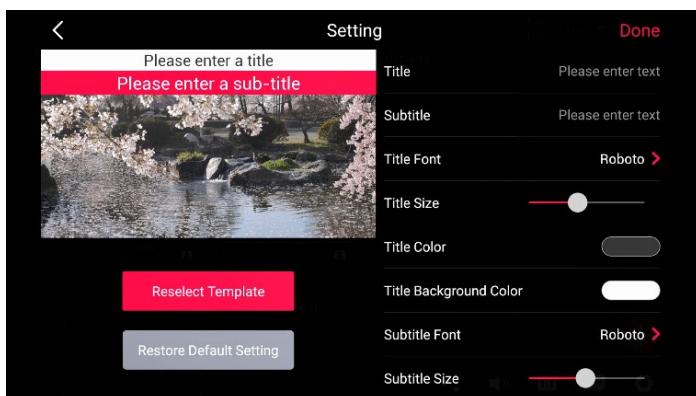 Setting
Done
Please enter a title
Please enter a sub-title
Title Please enter text
Subtitle Please enter text
Title Font Roboto
Title Size
Title Color
Reselect Template
Title Background Color
Restore Default Setting
Subtitle Font Roboto
Subtitle Size